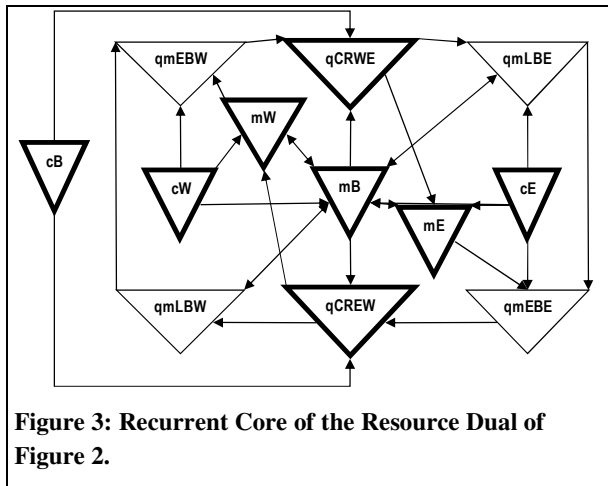 qmEBW qCRWE qmLBE
mW
cB cW mB cE
mE
qmLBW qCREW qmEBE
Figure 3: Recurrent Core of the Resource Dual of
Figure 2.